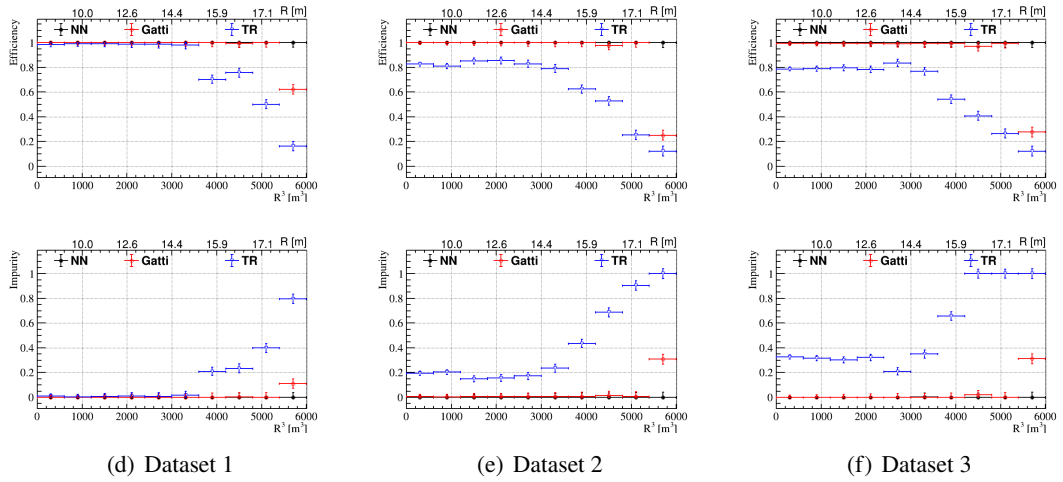 10.0 12.6 14.4 15.9 17.1 R [m]
NN Gatti TR
Efficiency
1
0.8
0.6
0.4
0.2
0
0 1000 2000 3000 4000 5000 6000
R³ [m³]
10.0 12.6 14.4 15.9 17.1 R [m]
NN Gatti TR
Efficiency
1
0.8
0.6
0.4
0.2
0
0 1000 2000 3000 4000 5000 6000
R³ [m³]
10.0 12.6 14.4 15.9 17.1 R [m]
NN Gatti TR
Efficiency
1
0.8
0.6
0.4
0.2
0
0 1000 2000 3000 4000 5000 6000
R³ [m³]
10.0 12.6 14.4 15.9 17.1 R [m]
NN Gatti TR
Impurity
1
0.8
0.6
0.4
0.2
0
0 1000 2000 3000 4000 5000 6000
R³ [m³]
(d) Dataset 1
10.0 12.6 14.4 15.9 17.1 R [m]
NN Gatti TR
Impurity
1
0.8
0.6
0.4
0.2
0
0 1000 2000 3000 4000 5000 6000
R³ [m³]
(e) Dataset 2
10.0 12.6 14.4 15.9 17.1 R [m]
NN Gatti TR
Impurity
1
0.8
0.6
0.4
0.2
0
0 1000 2000 3000 4000 5000 6000
R³ [m³]
(f) Dataset 3